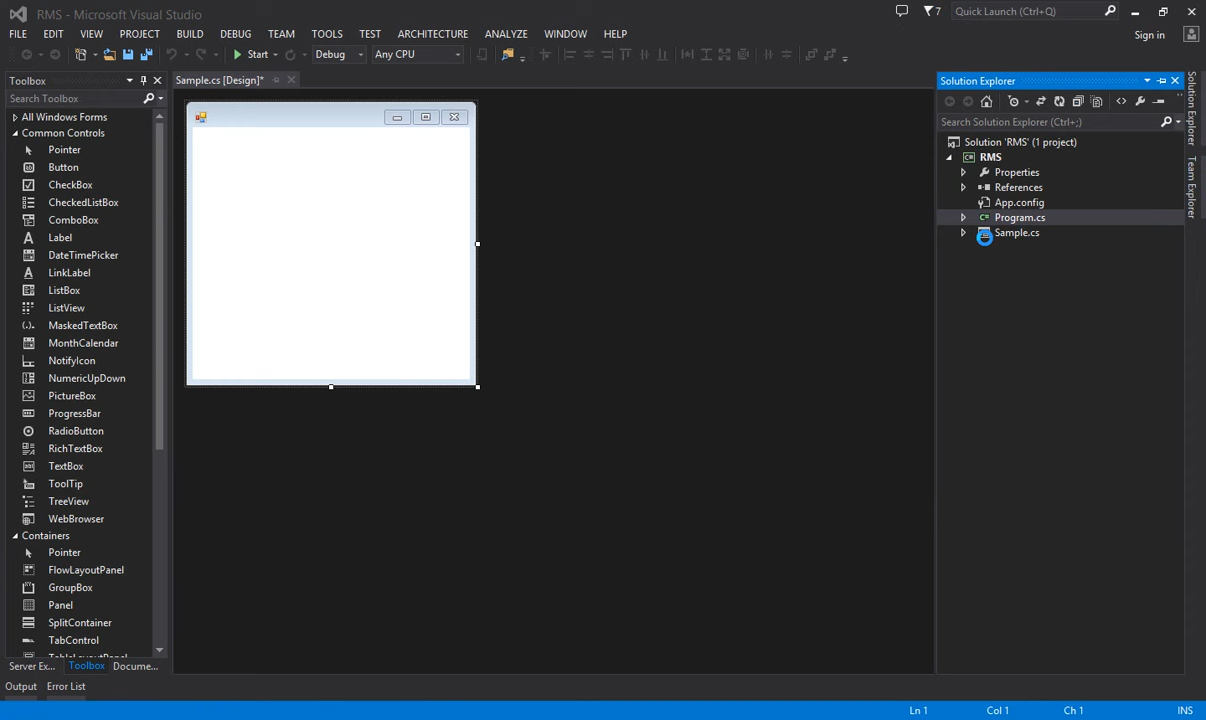 RMS - Microsoft Visual Studio
7
Quick Launch (Ctrl+Q)
FILE EDIT VIEW PROJECT BUILD DEBUG TEAM TOOLS TEST ARCHITECTURE ANALYZE WINDOW HELP
Sign in
Start Debug Any CPU
Toolbox
Search Toolbox
All Windows Forms
Common Controls
Pointer
Button
CheckBox
CheckedListBox
ComboBox
Label
DateTimePicker
LinkLabel
ListBox
ListView
MaskedTextBox
MonthCalendar
NotifyIcon
NumericUpDown
PictureBox
ProgressBar
RadioButton
RichTextBox
TextBox
ToolTip
TreeView
WebBrowser
Containers
Pointer
FlowLayoutPanel
GroupBox
Panel
SplitContainer
TabControl
TableLayoutPanel
Server Ex... Toolbox Docume...
Sample.cs [Design]*
Solution Explorer
Search Solution Explorer (Ctrl+;)
Solution 'RMS' (1 project)
RMS
Properties
References
App.config
Program.cs
Sample.cs
Solution Explorer
Team Explorer
Output Error List
Ln 1 Col 1 Ch 1 INS